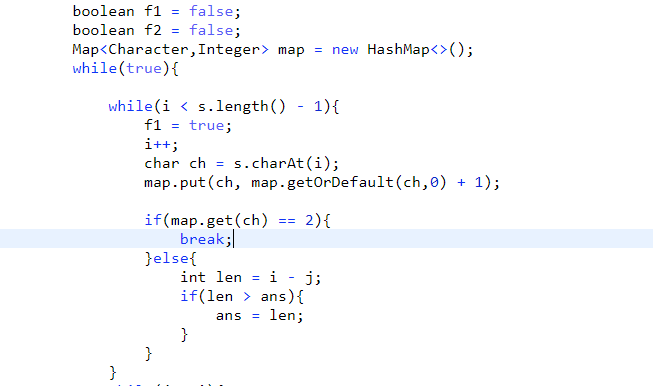 boolean f1 = false;
boolean f2 = false;
Map<Character,Integer> map = new HashMap<>();
while(true){
while(i < s.length() - 1){
f1 = true;
i++;
char ch = s.charAt(i);
map.put(ch, map.getOrDefault(ch,0) + 1);
if(map.get(ch) == 2){
break;
}else{
int len = i - j;
if(len > ans){
ans = len;
}
}
}